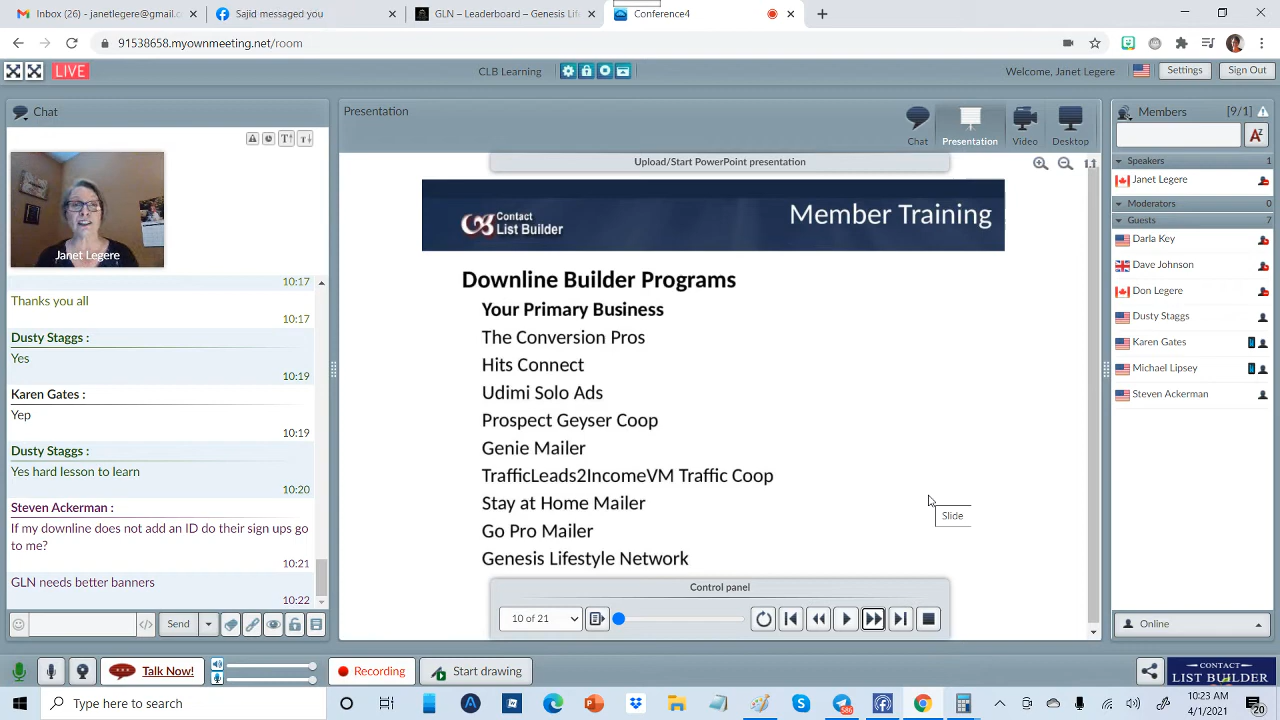 M Inbox (297) - janetlegere@gmail.
Sajid messaged you
GLN – Leaderboard – Genesis Lif
Conference4
91538658.myownmeeting.net/room
LIVE
CLB Learning
Welcome, Janet Legere
Settings
Sign Out
Chat
Janet Legere
10:17
Thanks you all
10:17
Dusty Staggs :
Yes
10:19
Karen Gates :
Yep
10:19
Dusty Staggs :
Yes hard lesson to learn
10:20
Steven Ackerman :
If my downline does not add an ID do their sign ups go
to me?
10:21
GLN needs better banners
10:22
Send
Presentation
Chat
Presentation
Video
Desktop
Upload/Start PowerPoint presentation
1:1
Contact
List Builder
Member Training
Downline Builder Programs
Your Primary Business
The Conversion Pros
Hits Connect
Udimi Solo Ads
Prospect Geyser Coop
Genie Mailer
TrafficLeads2IncomeVM Traffic Coop
Stay at Home Mailer
Go Pro Mailer
Genesis Lifestyle Network
Slide
Control panel
10 of 21
Members
[9/1]
Speakers 1
Janet Legere
Moderators 0
Guests 7
Darla Key
Dave Johnson
Don Legere
Dusty Staggs
Karen Gates
Michael Lipsey
Steven Ackerman
Online
Talk Now!
Recording
Start drawing
CONTACT
LIST BUILDER
Type here to search
586
10:23 AM
4/1/2021
20